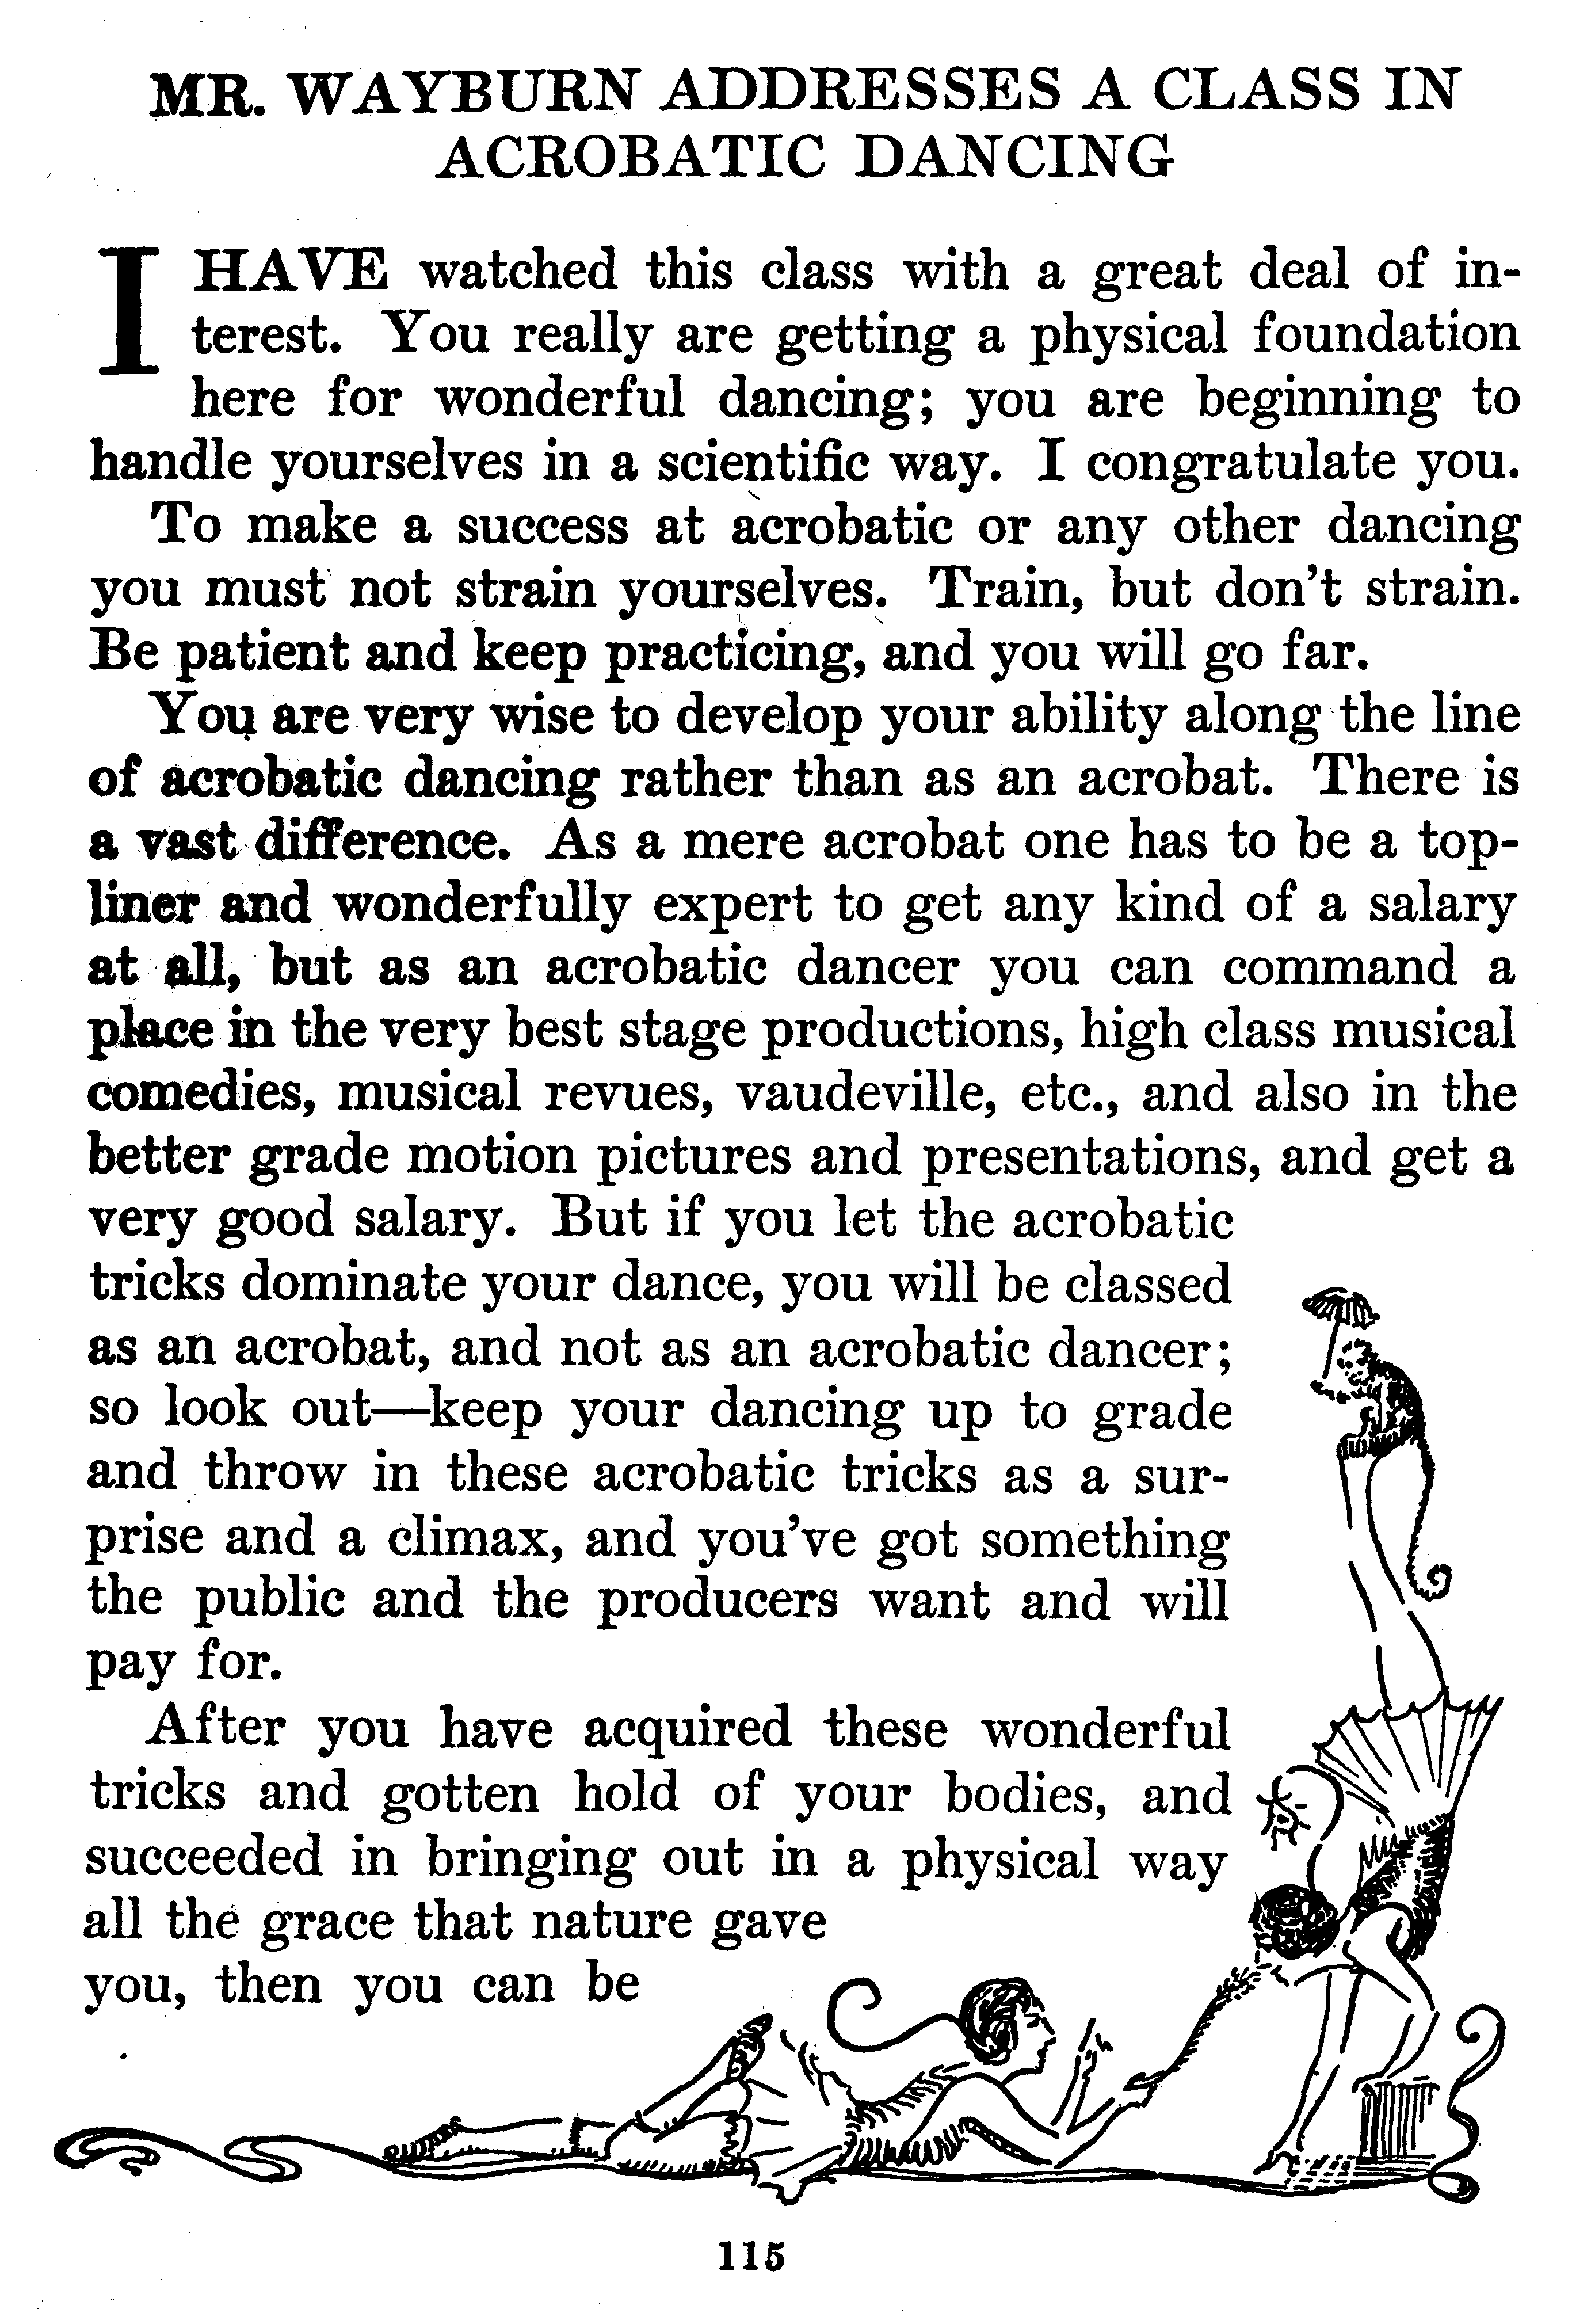 MR. WAYBURN ADDRESSES A CLASS IN
ACROBATIC DANCING
I HAVE watched this class with a great deal of in-
terest. You really are getting a physical foundation
here for wonderful dancing; you are beginning to
handle yourselves in a scientific way. I congratulate you.
To make a success at acrobatic or any other dancing
you must not strain yourselves. Train, but don't strain.
Be patient and keep practicing, and you will go far.
You are very wise to develop your ability along the line
of acrobatic dancing rather than as an acrobat. There is
a vast difference. As a mere acrobat one has to be a top-
liner and wonderfully expert to get any kind of a salary
at all, but as an acrobatic dancer you can command a
place in the very best stage productions, high class musical
comedies, musical revues, vaudeville, etc., and also in the
better grade motion pictures and presentations, and get a
very good salary. But if you let the acrobatic
tricks dominate your dance, you will be classed
as an acrobat, and not as an acrobatic dancer;
so look out—keep your dancing up to grade
and throw in these acrobatic tricks as a sur-
prise and a climax, and you've got something
the public and the producers want and will
pay for.
After you have acquired these wonderful
tricks and gotten hold of your bodies, and
succeeded in bringing out in a physical way
all the grace that nature gave
you, then you can be
115